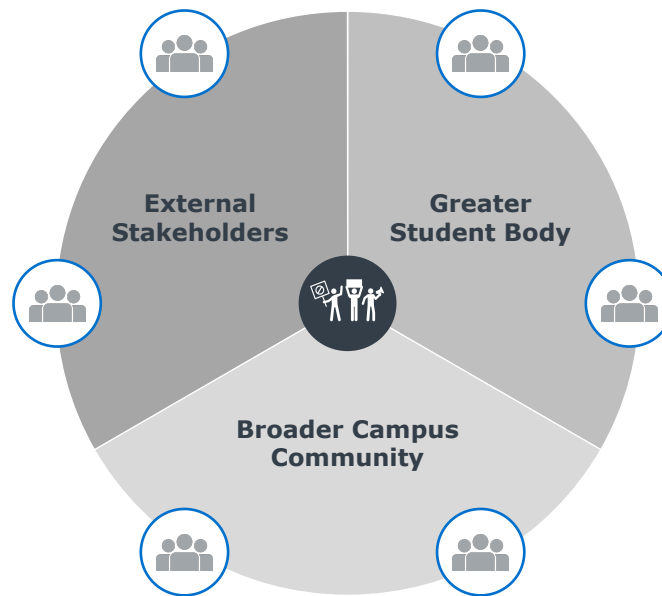 External
Stakeholders
Greater
Student Body
Broader Campus
Community